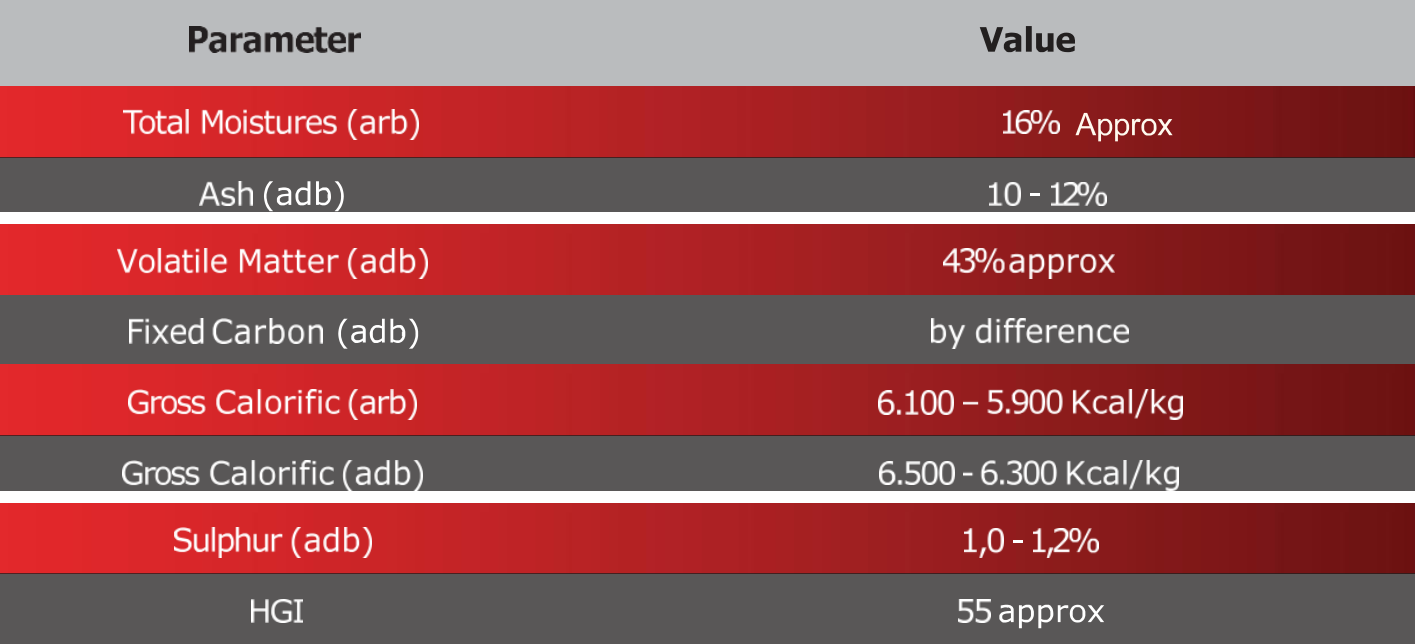 Parameter Value
Total Moistures (arb) 16% Approx
Ash (adb) 10 - 12%
Volatile Matter (adb) 43% approx
Fixed Carbon (adb) by difference
Gross Calorific (arb) 6.100 – 5.900 Kcal/kg
Gross Calorific (adb) 6.500 - 6.300 Kcal/kg
Sulphur (adb) 1,0 - 1,2%
HGI 55 approx